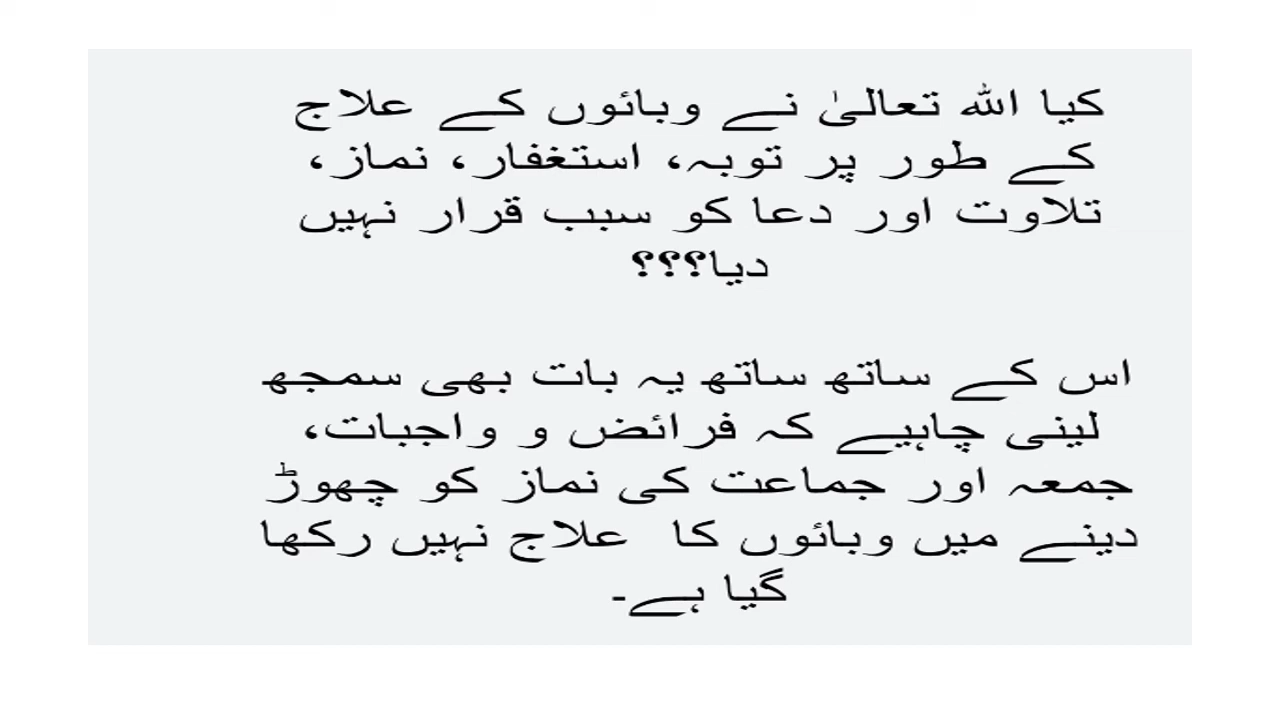 کیا اللہ تعالیٰ نے وبائوں کے علاج
کے طور پر توبہ، استغفار، نماز،
تلاوت اور دعا کو سبب قرار نہیں
دیا؟؟؟
اس کے ساتھ ساتھ یہ بات بھی سمجھ
لینی چاہیے کہ فرائض و واجبات،
جمعہ اور جماعت کی نماز کو چھوڑ
دینے میں وبائوں کا علاج نہیں رکھا
گیا ہے۔